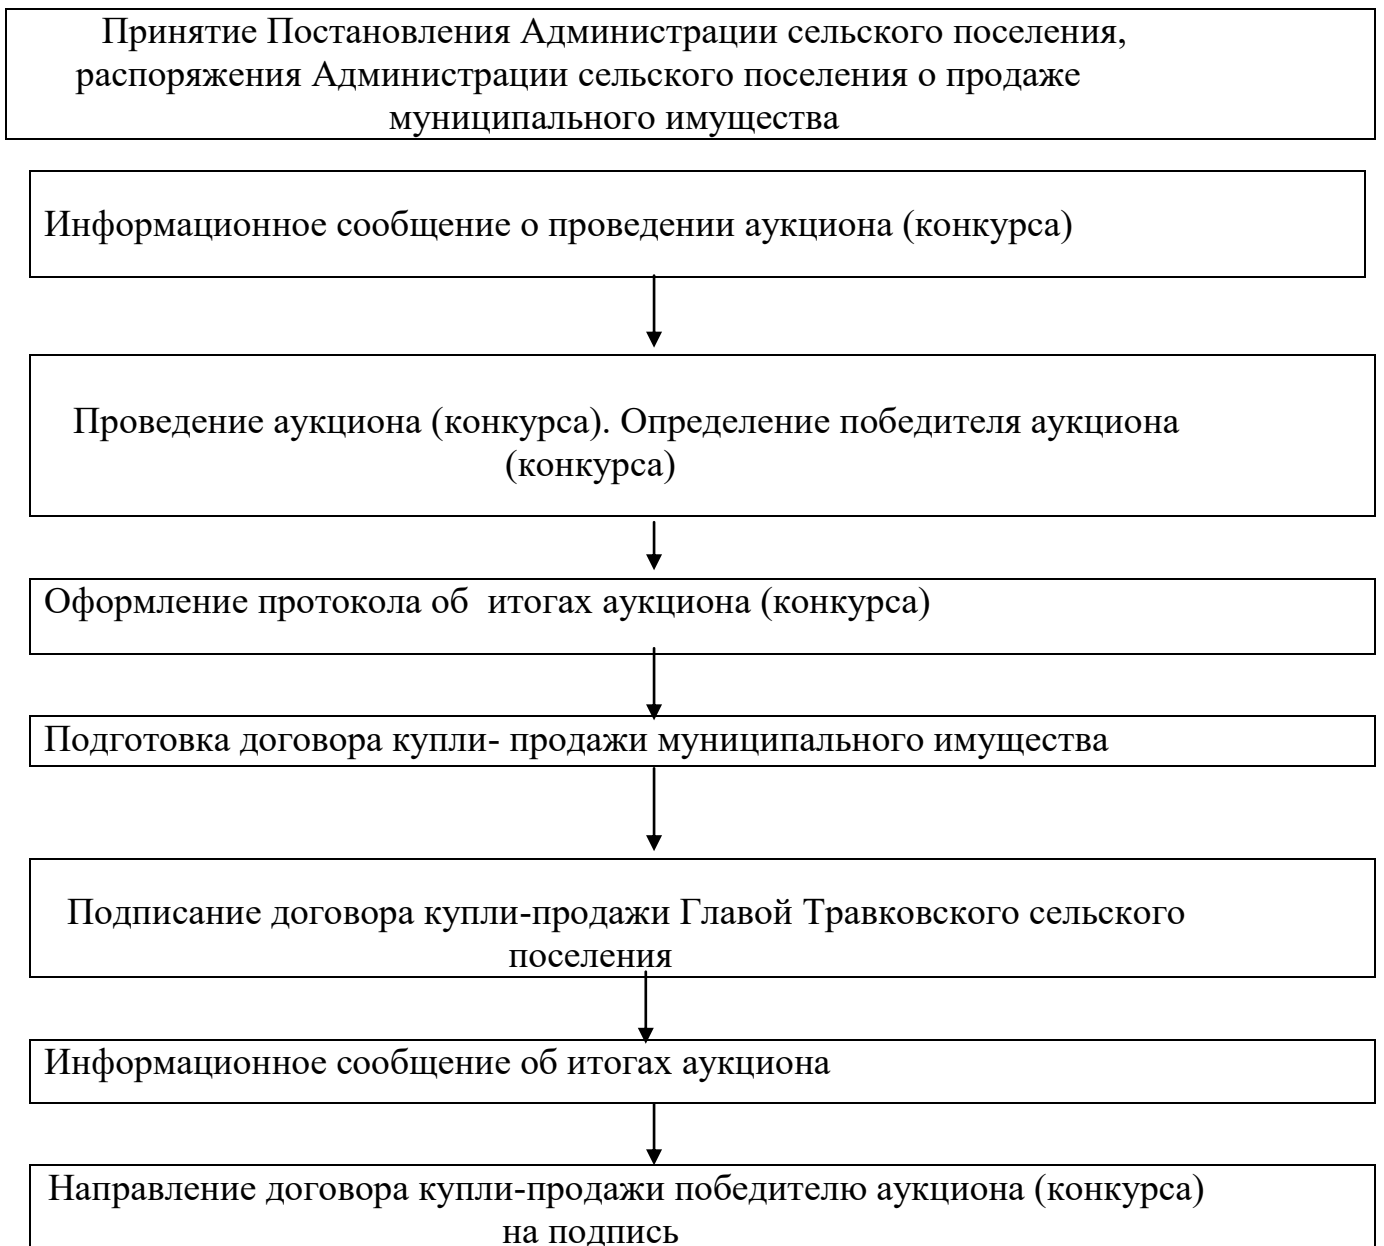 Принятие Постановления Администрации сельского поселения,
распоряжения Администрации сельского поселения о продаже
муниципального имущества
Информационное сообщение о проведении аукциона (конкурса)
Проведение аукциона (конкурса). Определение победителя аукциона
(конкурса)
Оформление протокола об  итогах аукциона (конкурса)
Подготовка договора купли- продажи муниципального имущества
Подписание договора купли-продажи Главой Травковского сельского
поселения
Информационное сообщение об итогах аукциона
Направление договора купли-продажи победителю аукциона (конкурса)
на подпись